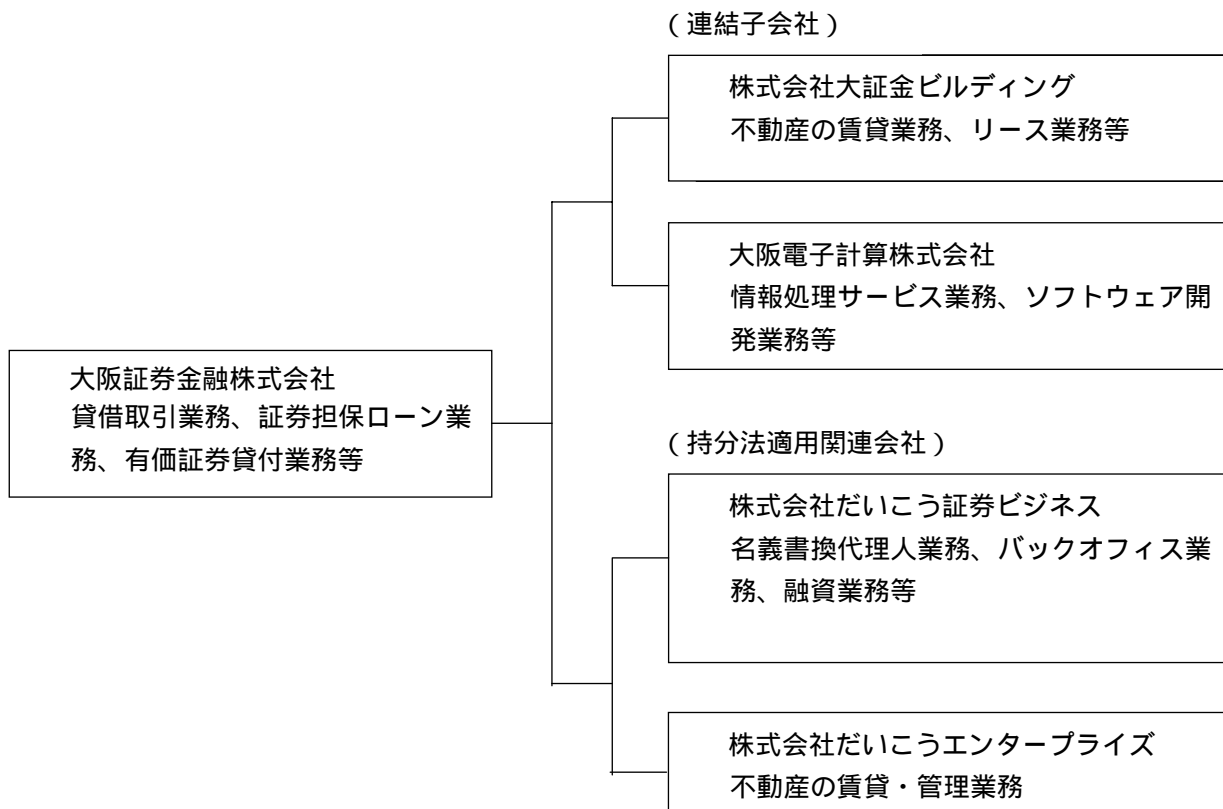 (連結子会社)
株式会社大証金ビルディング
不動産の賃貸業務、リース業務等
大阪電子計算株式会社
情報処理サービス業務、ソフトウェア開
発業務等
大阪証券金融株式会社
貸借取引業務、証券担保ローン業
務、有価証券貸付業務等
(持分法適用関連会社)
株式会社だいこう証券ビジネス
名義書換代理人業務、バックオフィス業
務、融資業務等
株式会社だいこうエンタープライズ
不動産の賃貸・管理業務